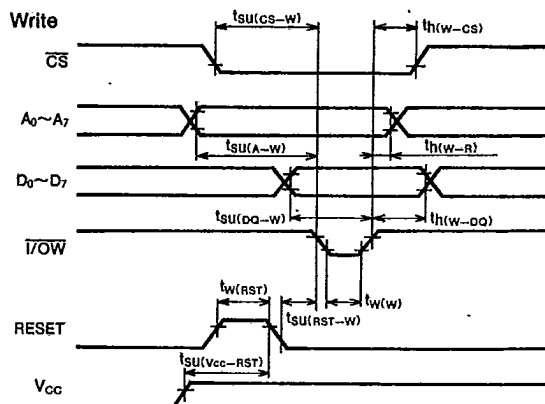 Write
tsu(CS–W)
th(W–CS)
CS
A0~A7
tsu(A–W)
th(W–R)
D0~D7
tsu(DQ–W)
th(W–DQ)
I/OW
tw(RST)
tsu(RST–W)
tw(W)
RESET
tsu(Vcc–RST)
Vcc